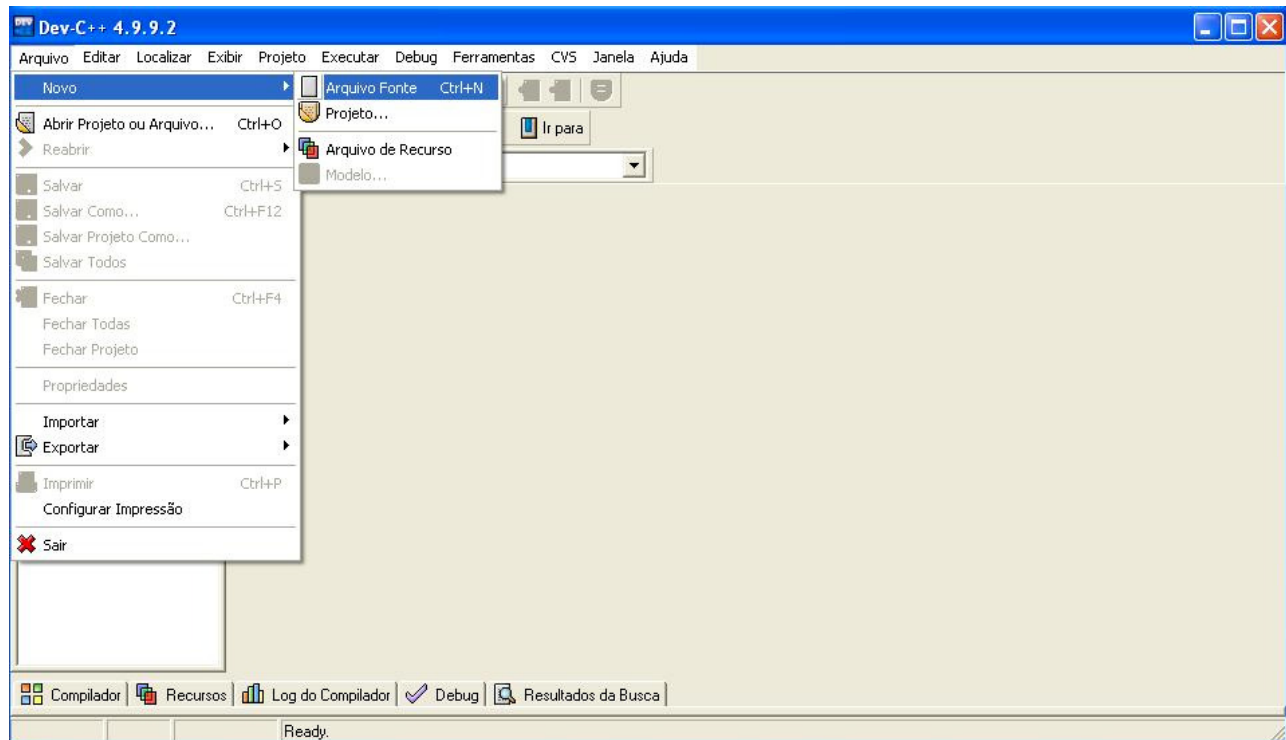 Dev-C++ 4.9.9.2
Arquivo Editar Localizar Exibir Projeto Executar Debug Ferramentas CVS Janela Ajuda
Novo
Arquivo Fonte Ctrl+N
Projeto...
Arquivo de Recurso
Modelo...
Ir para
Abrir Projeto ou Arquivo... Ctrl+O
Reabrir
Salvar Ctrl+S
Salvar Como... Ctrl+F12
Salvar Projeto Como...
Salvar Todos
Fechar Ctrl+F4
Fechar Todas
Fechar Projeto
Propriedades
Importar
Exportar
Imprimir Ctrl+P
Configurar Impressão
Sair
Compilador Recursos Log do Compilador Debug Resultados da Busca
Ready.